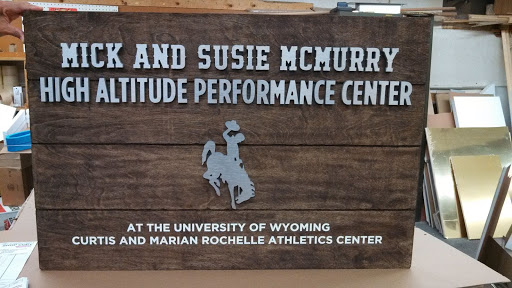 MICK AND SUSIE MCMURRY
HIGH ALTITUDE PERFORMANCE CENTER
AT THE UNIVERSITY OF WYOMING
CURTIS AND MARIAN ROCHELLE ATHLETICS CENTER